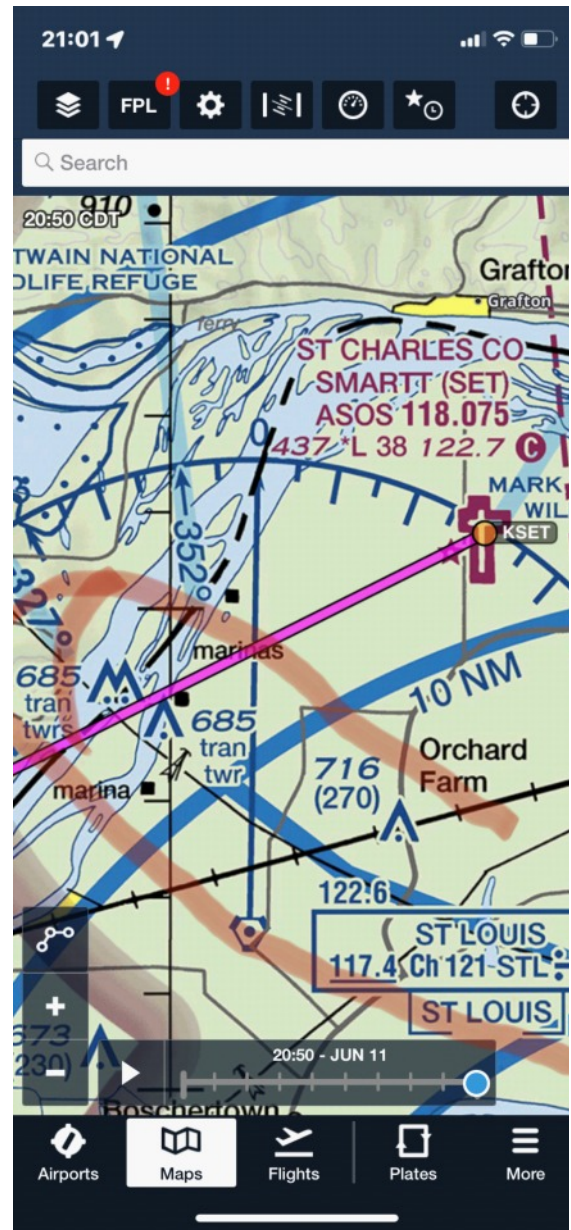 21:01
FPL
!
Search
20:50 CDT
910
TWAIN NATIONAL
DLIFE REFUGE
Grafton
Grafton
ferry
ST CHARLES CO
SMARTT (SET)
ASOS 118.075
437 *L 38 122.7 C
0
MARK
WIL
KSET
352°
327°
marinas
685
tran
twrs
685
tran
twr
10 NM
marina
716
(270)
Orchard
Farm
122.6
ST LOUIS
117.4 Ch 121 STL
ST LOUIS
+
673
(230)
−
20:50 - JUN 11
Boschertown
Airports
Maps
Flights
Plates
More